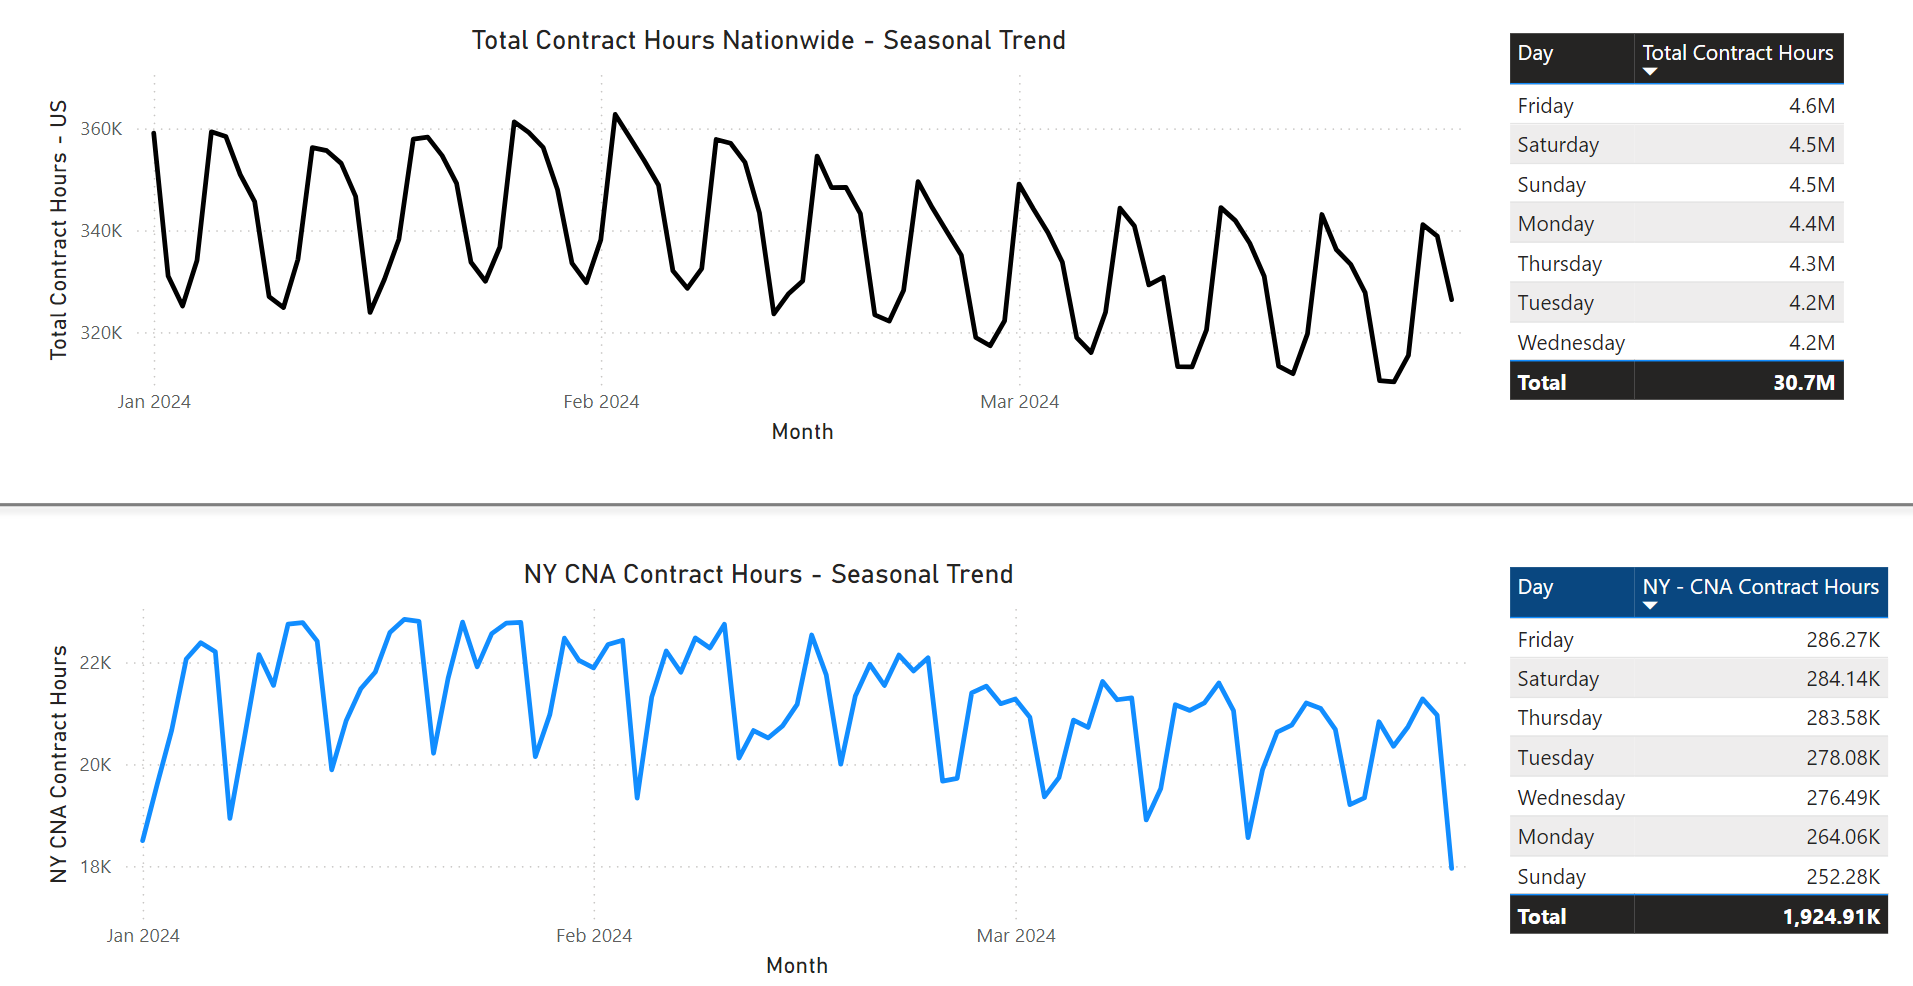 Total Contract Hours Nationwide - Seasonal Trend
Total Contract Hours - US
360K
340K
320K
Jan 2024 Feb 2024 Mar 2024
Month
Day Total Contract Hours
Friday 4.6M
Saturday 4.5M
Sunday 4.5M
Monday 4.4M
Thursday 4.3M
Tuesday 4.2M
Wednesday 4.2M
Total 30.7M
NY CNA Contract Hours - Seasonal Trend
NY CNA Contract Hours
22K
20K
18K
Jan 2024 Feb 2024 Mar 2024
Month
Day NY - CNA Contract Hours
Friday 286.27K
Saturday 284.14K
Thursday 283.58K
Tuesday 278.08K
Wednesday 276.49K
Monday 264.06K
Sunday 252.28K
Total 1,924.91K